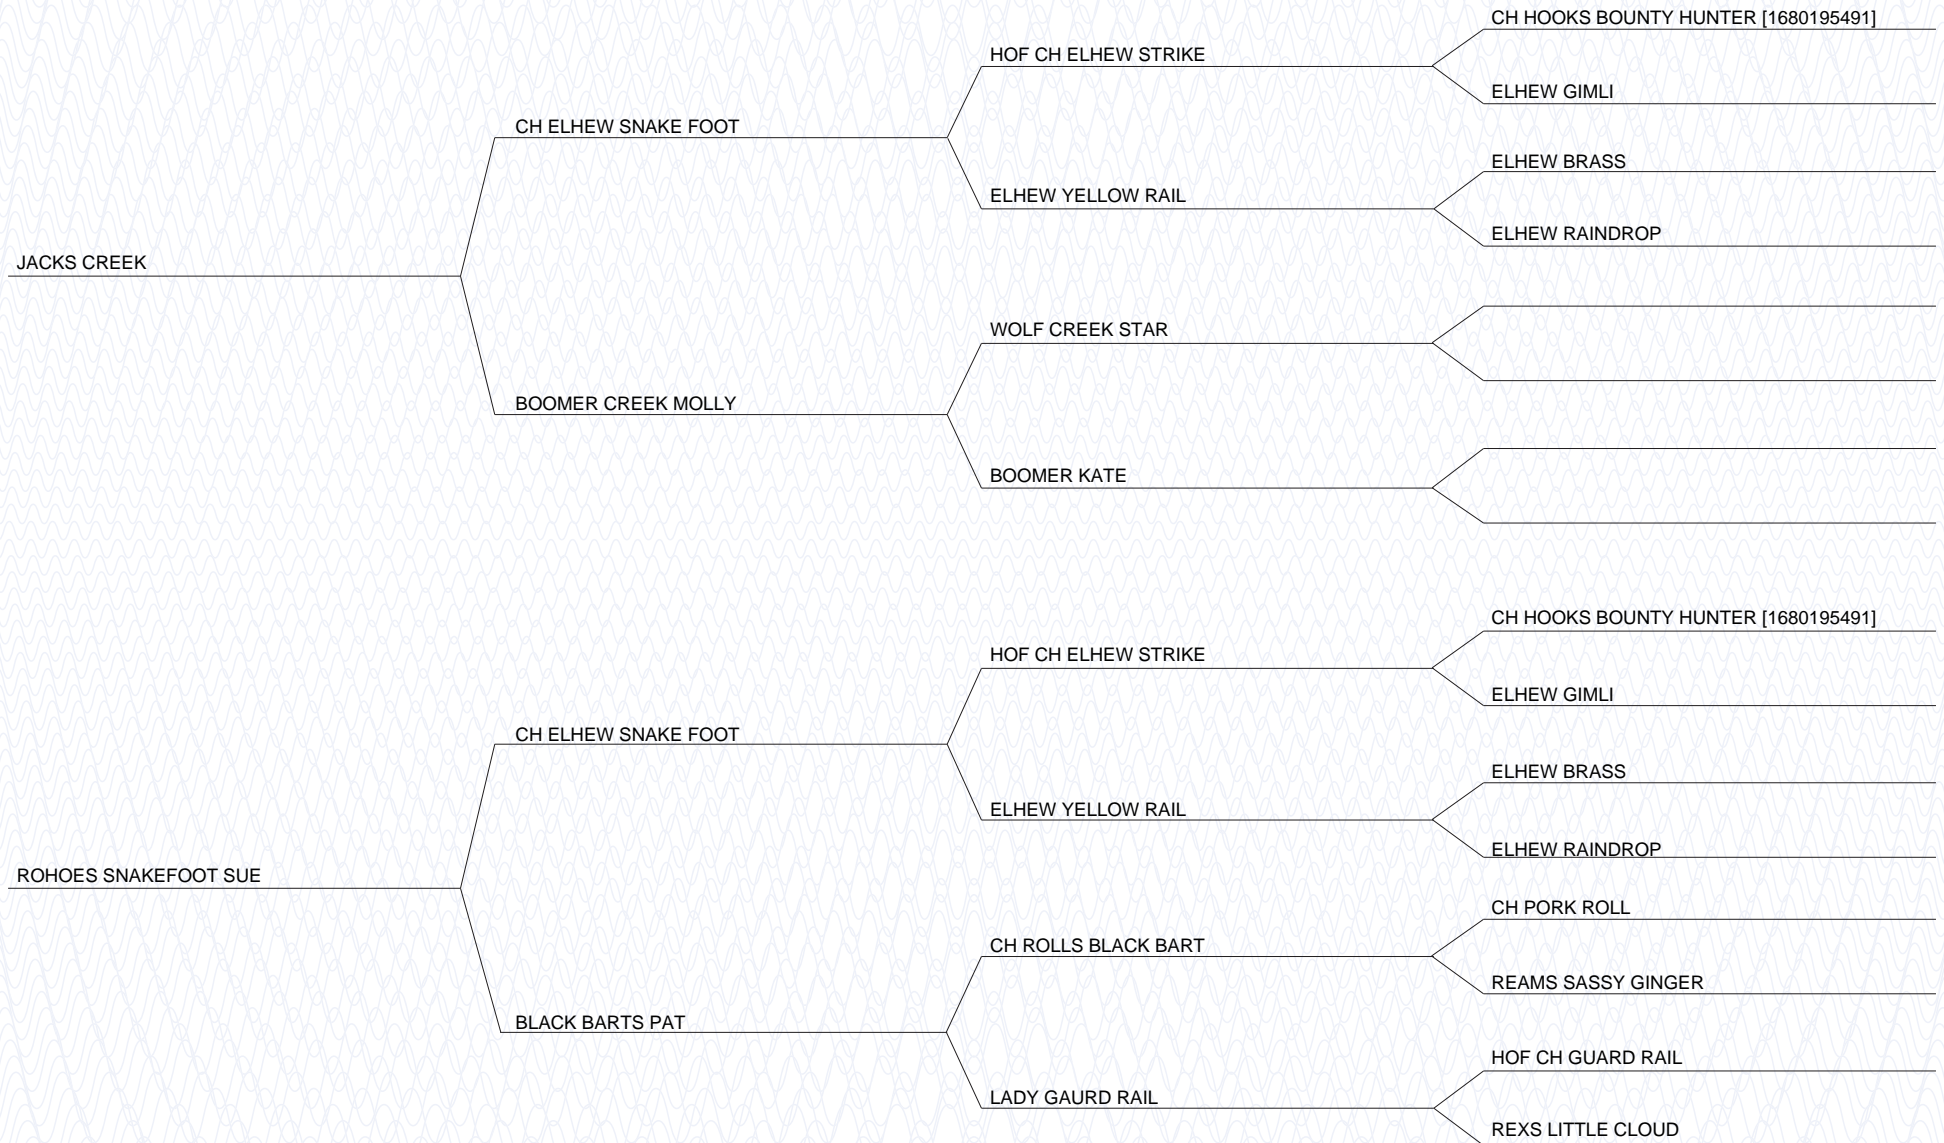 CH HOOKS BOUNTY HUNTER [1680195491]
HOF CH ELHEW STRIKE
ELHEW GIMLI
CH ELHEW SNAKE FOOT
ELHEW BRASS
ELHEW YELLOW RAIL
ELHEW RAINDROP
JACKS CREEK
WOLF CREEK STAR
BOOMER CREEK MOLLY
BOOMER KATE
CH HOOKS BOUNTY HUNTER [1680195491]
HOF CH ELHEW STRIKE
ELHEW GIMLI
CH ELHEW SNAKE FOOT
ELHEW BRASS
ELHEW YELLOW RAIL
ELHEW RAINDROP
ROHOES SNAKEFOOT SUE
CH PORK ROLL
CH ROLLS BLACK BART
REAMS SASSY GINGER
BLACK BARTS PAT
HOF CH GUARD RAIL
LADY GAURD RAIL
REXS LITTLE CLOUD